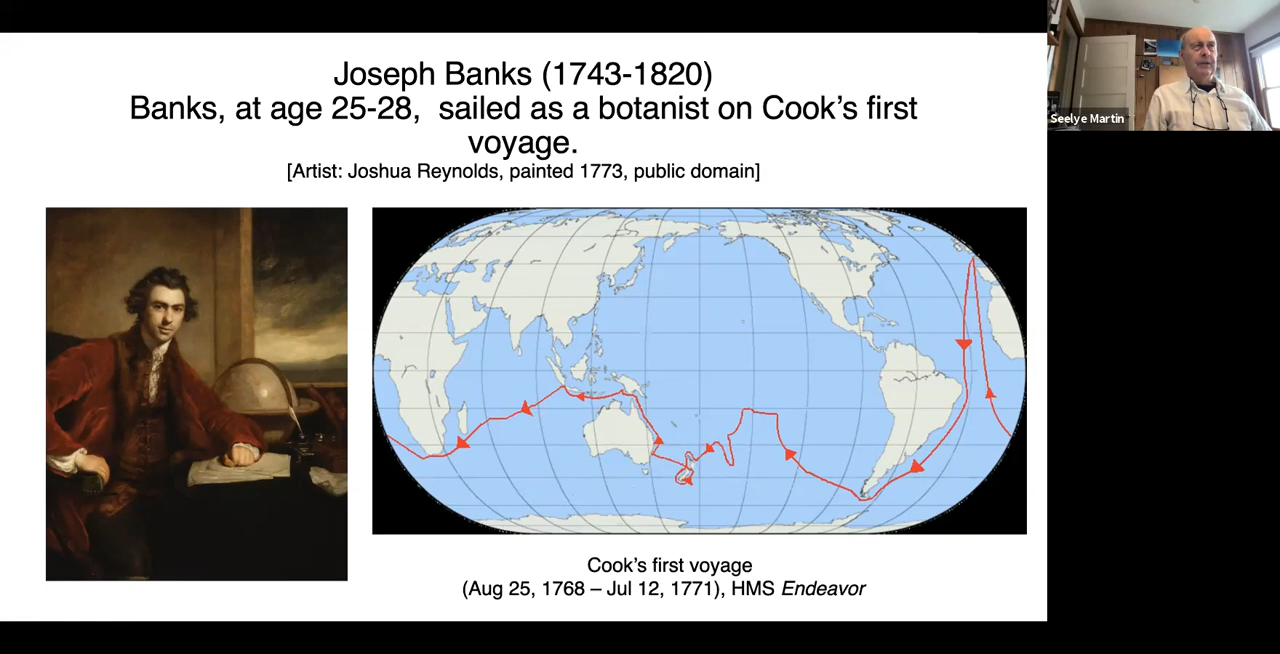 Joseph Banks (1743-1820)
Banks, at age 25-28,  sailed as a botanist on Cook's first
voyage.
[Artist: Joshua Reynolds, painted 1773, public domain]
Seelye Martin
Cook's first voyage
(Aug 25, 1768 – Jul 12, 1771), HMS Endeavor